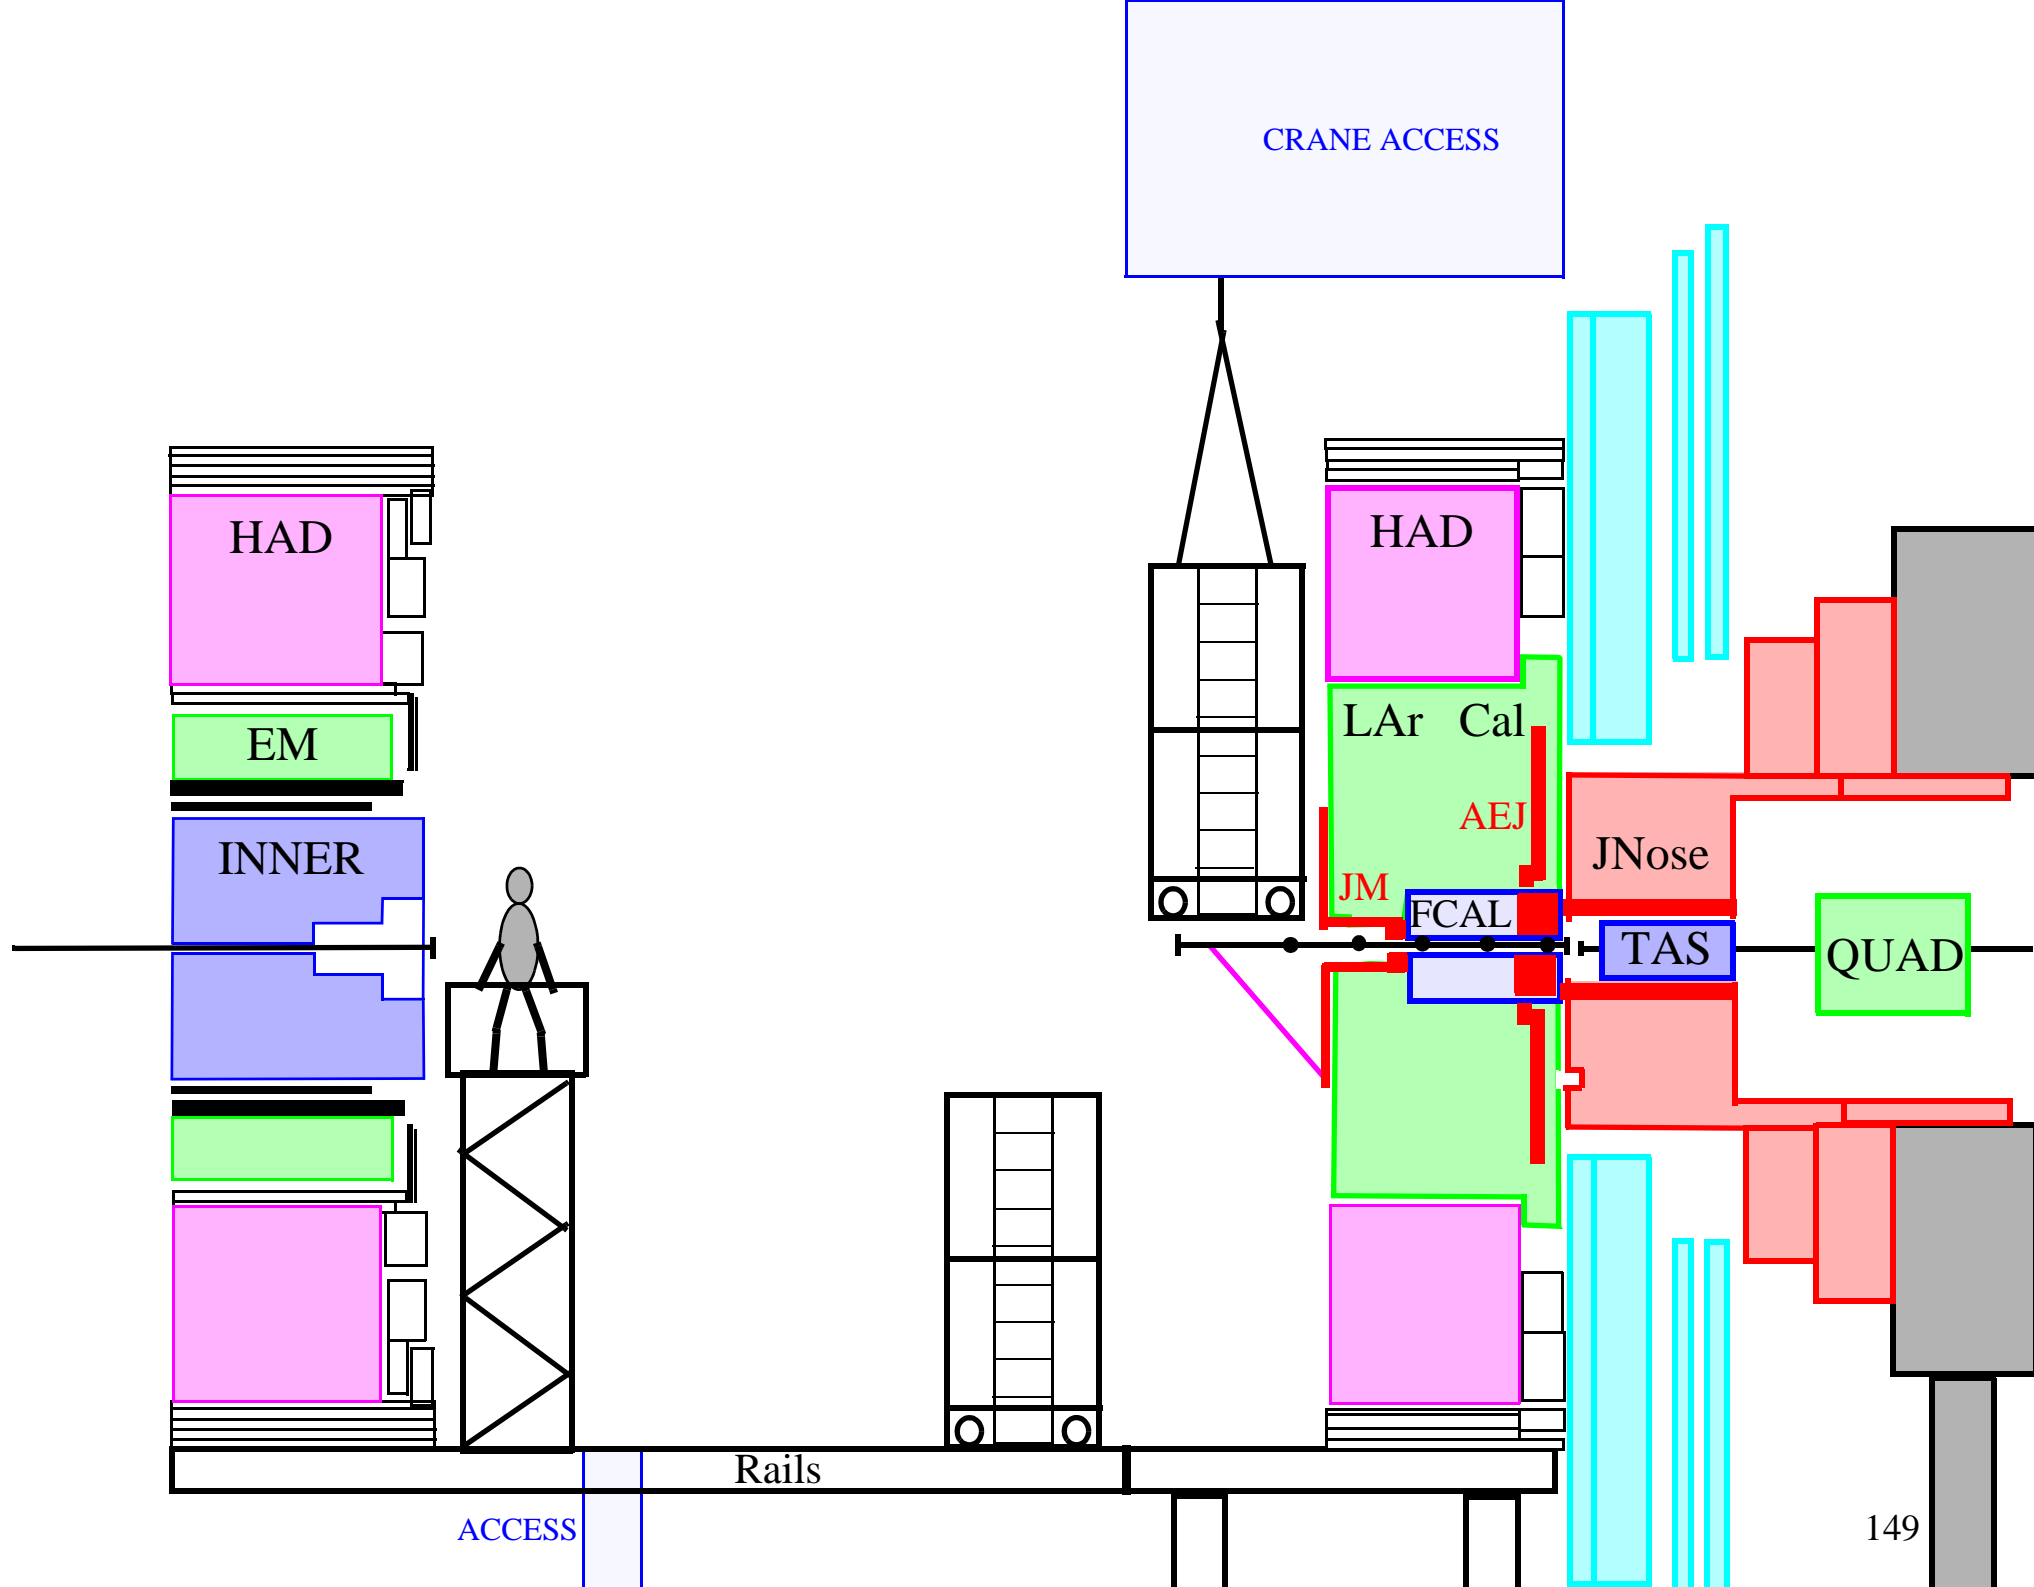 CRANE ACCESS
HAD
HAD
LAr Cal
EM
AEJ
JNose
INNER
JM
FCAL
TAS
QUAD
Rails
ACCESS
149